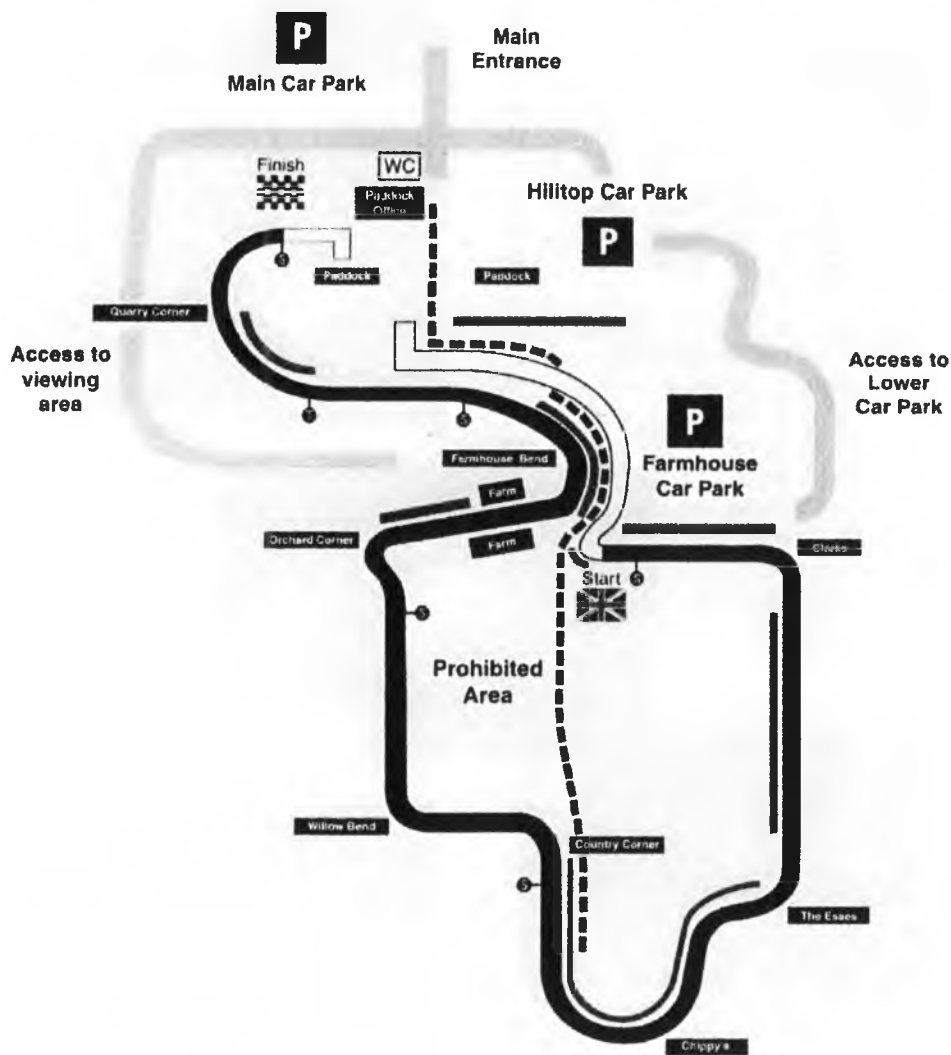 P
Main Car Park
Main
Entrance
Finish
WC
Paddock
Office
Hilltop Car Park
P
Paddock
Paddock
Quarry Corner
Access to
viewing
area
Access to
Lower
Car Park
P
Farmhouse
Car Park
Farmhouse Bend
Farm
Farm
Orchard Corner
Clarks
Start
S
S
S
S
S
Prohibited
Area
Willow Bend
Country Corner
The Esses
Chippy's